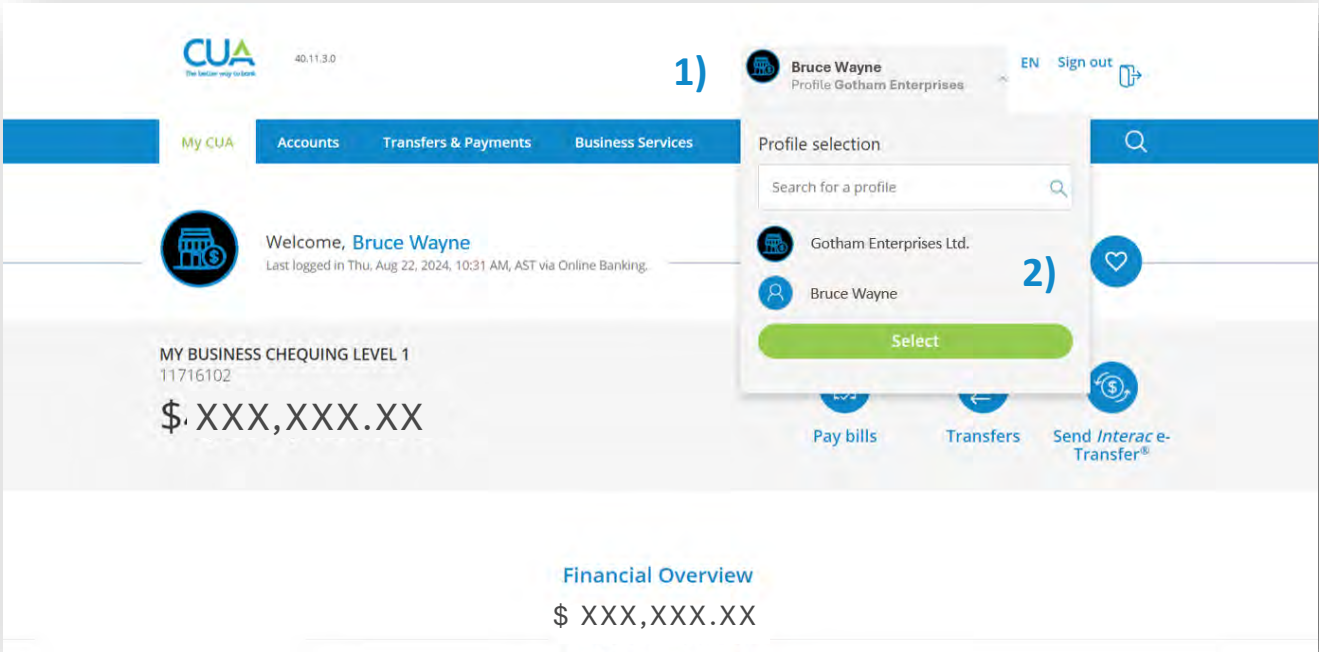 CUA
The better way to bank
40.11.3.0
1)
Bruce Wayne
Profile Gotham Enterprises
EN
Sign out
My CUA
Accounts
Transfers & Payments
Business Services
Profile selection
Search for a profile
Gotham Enterprises Ltd.
2)
Bruce Wayne
Select
Welcome, Bruce Wayne
Last logged in Thu, Aug 22, 2024, 10:31 AM, AST via Online Banking.
MY BUSINESS CHEQUING LEVEL 1
11716102
$ XXX,XXX.XX
Pay bills
Transfers
Send Interac e-
Transfer®
Financial Overview
$ XXX,XXX.XX